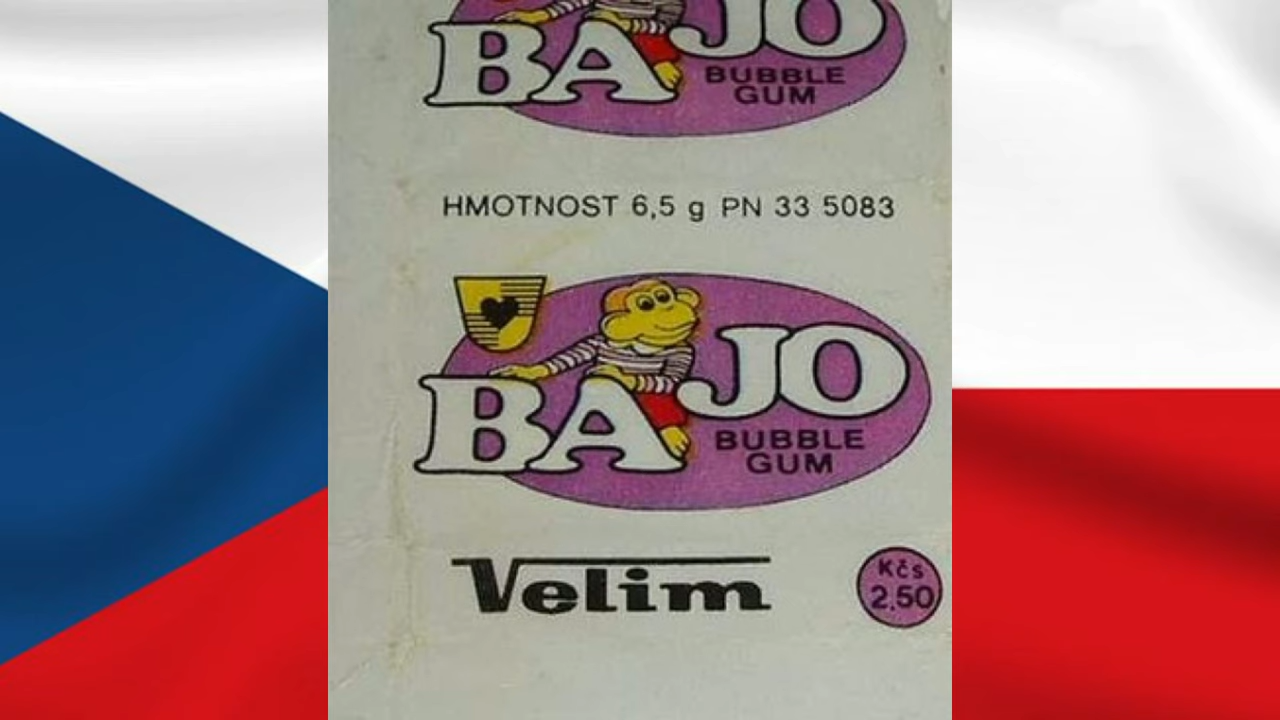 BAJO
BUBBLE
GUM
HMOTNOST 6,5 g PN 33 5083
BAJO
BUBBLE
GUM
Velim
Kčs
2,50